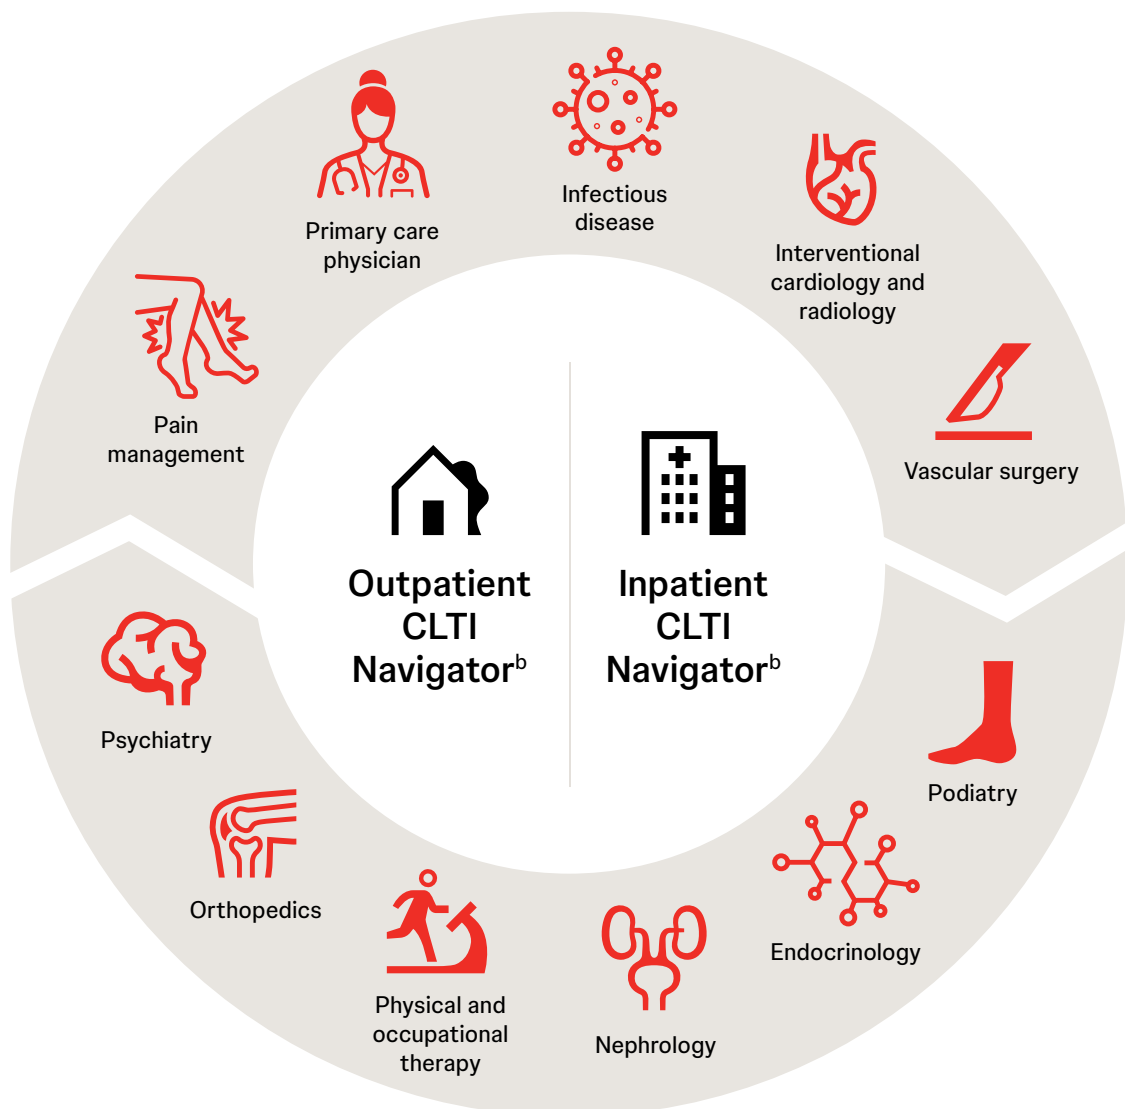 Primary care
physician
Infectious
disease
Interventional
cardiology and
radiology
Vascular surgery
Pain
management
Outpatient
CLTI
Navigatorᵇ
Inpatient
CLTI
Navigatorᵇ
Psychiatry
Podiatry
Orthopedics
Endocrinology
Physical and
occupational
therapy
Nephrology